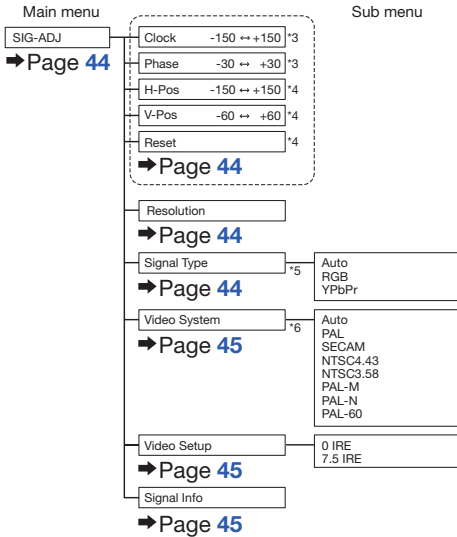 Main menu
Sub menu
SIG-ADJ
➡Page 44
Clock -150 ↔ +150 *3
Phase -30 ↔ +30 *3
H-Pos -150 ↔ +150 *4
V-Pos -60 ↔ +60 *4
Reset *4
➡Page 44
Resolution
➡Page 44
Signal Type *5
➡Page 44
Auto
RGB
YPbPr
Video System *6
➡Page 45
Auto
PAL
SECAM
NTSC4.43
NTSC3.58
PAL-M
PAL-N
PAL-60
Video Setup
➡Page 45
0 IRE
7.5 IRE
Signal Info
➡Page 45